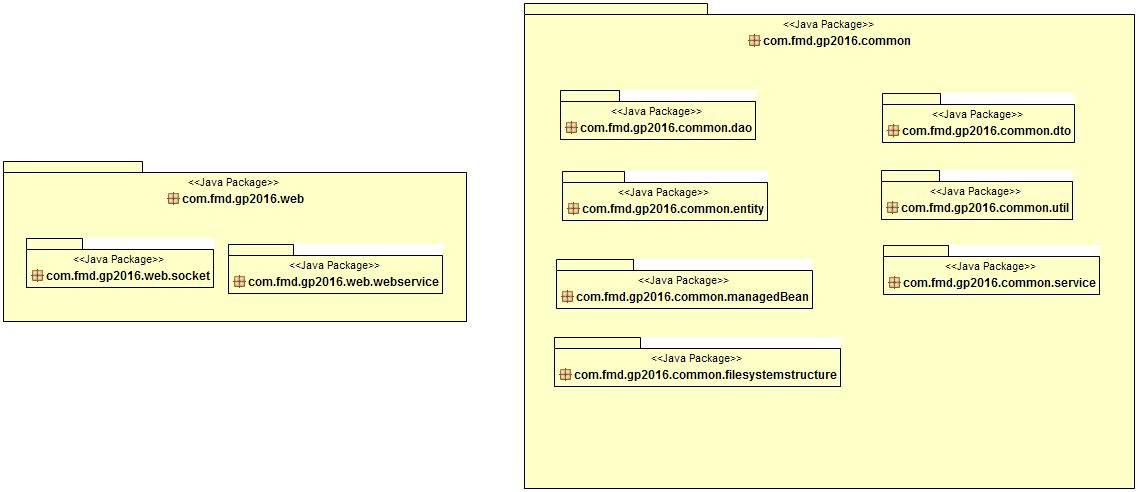 <<Java Package>>
com.fmd.gp2016.web
<<Java Package>>
com.fmd.gp2016.web.socket
<<Java Package>>
com.fmd.gp2016.web.webservice
<<Java Package>>
com.fmd.gp2016.common
<<Java Package>>
com.fmd.gp2016.common.dao
<<Java Package>>
com.fmd.gp2016.common.dto
<<Java Package>>
com.fmd.gp2016.common.entity
<<Java Package>>
com.fmd.gp2016.common.util
<<Java Package>>
com.fmd.gp2016.common.managedBean
<<Java Package>>
com.fmd.gp2016.common.service
<<Java Package>>
com.fmd.gp2016.common.filesystemstructure